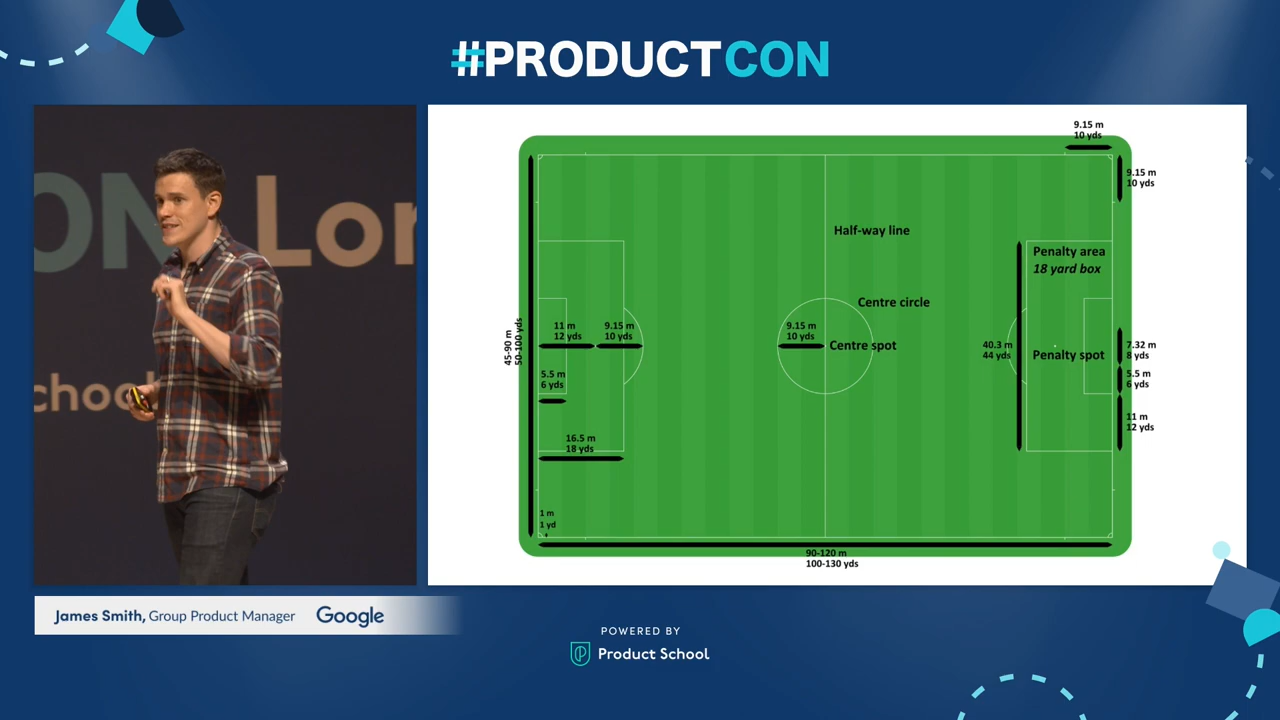 #PRODUCTCON
ON Lon
choo
James Smith, Group Product Manager Google
9.15 m
10 yds
9.15 m
10 yds
Half-way line
Penalty area
18 yard box
Centre circle
11 m
12 yds
9.15 m
10 yds
9.15 m
10 yds
Centre spot
45-90 m
50-100 yds
40.3 m
44 yds
Penalty spot
7.32 m
8 yds
5.5 m
6 yds
5.5 m
6 yds
11 m
12 yds
16.5 m
18 yds
1 m
1 yd
90-120 m
100-130 yds
POWERED BY
Product School